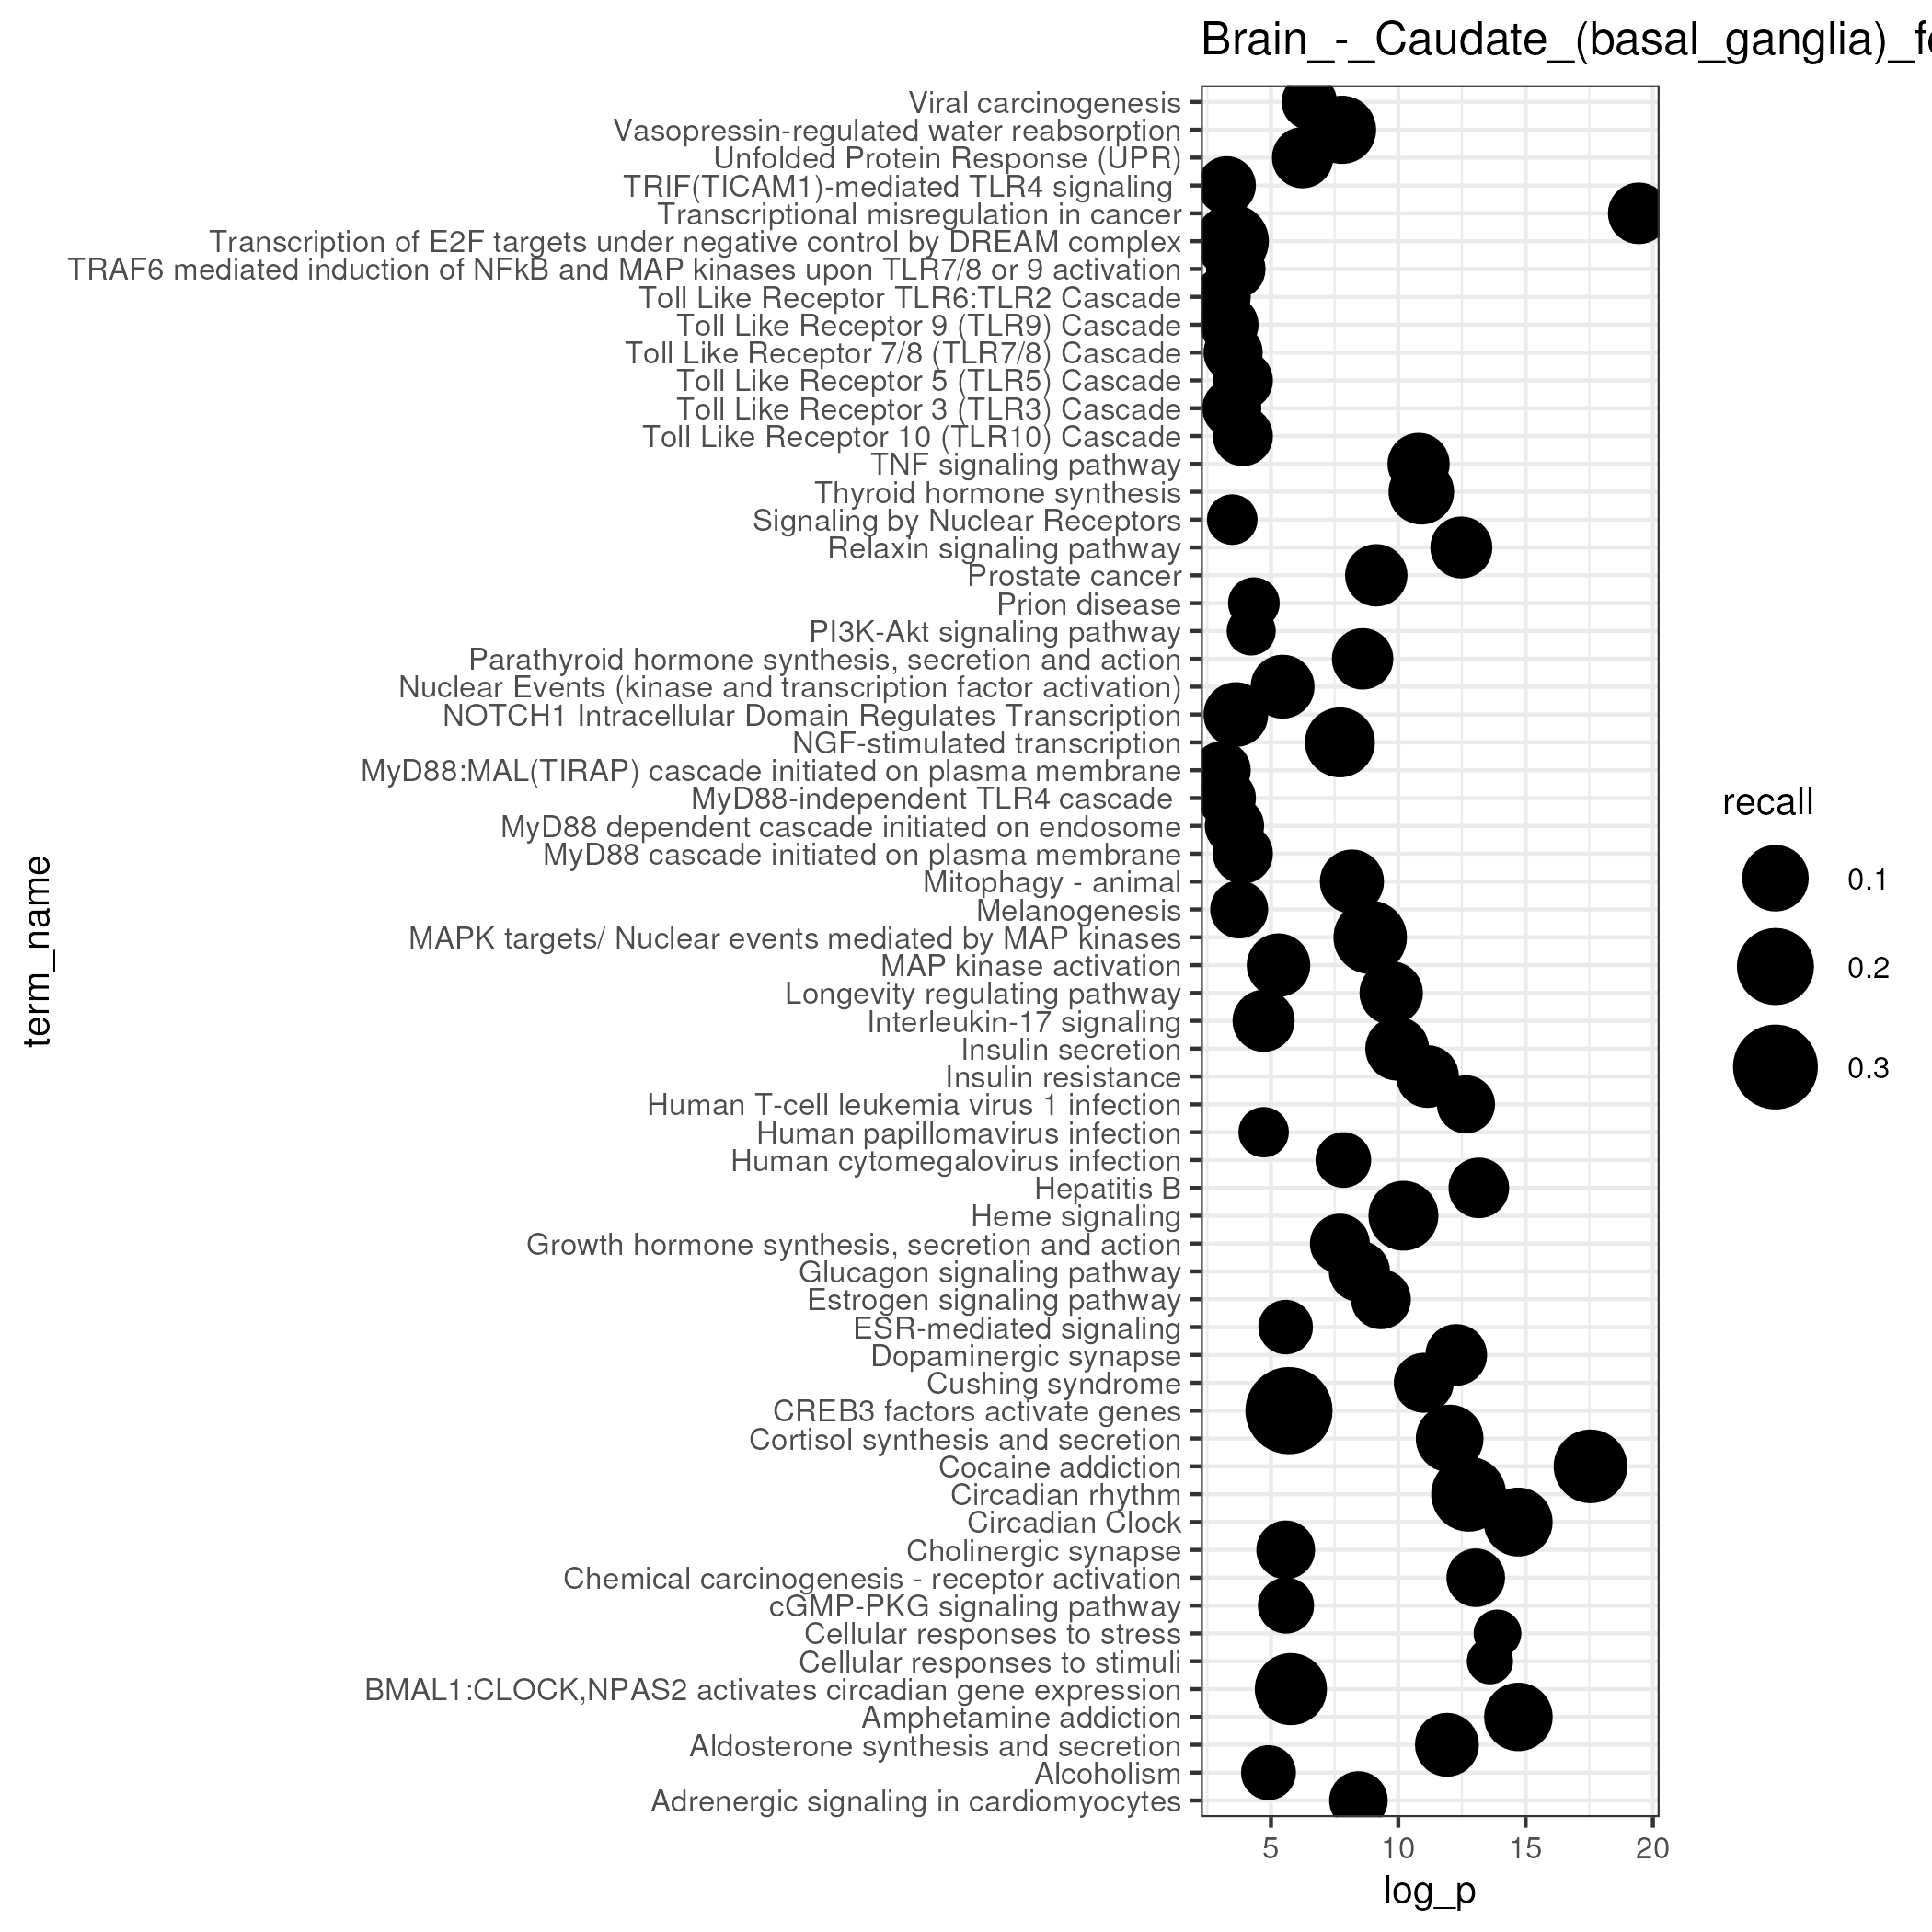 Brain_-_Caudate_(basal_ganglia)_f
Viral carcinogenesis
Vasopressin-regulated water reabsorption
Unfolded Protein Response (UPR)
TRIF(TICAM1)-mediated TLR4 signaling
Transcriptional misregulation in cancer
Transcription of E2F targets under negative control by DREAM complex
TRAF6 mediated induction of NFkB and MAP kinases upon TLR7/8 or 9 activation
Toll Like Receptor TLR6:TLR2 Cascade
Toll Like Receptor 9 (TLR9) Cascade
Toll Like Receptor 7/8 (TLR7/8) Cascade
Toll Like Receptor 5 (TLR5) Cascade
Toll Like Receptor 3 (TLR3) Cascade
Toll Like Receptor 10 (TLR10) Cascade
TNF signaling pathway
Thyroid hormone synthesis
Signaling by Nuclear Receptors
Relaxin signaling pathway
Prostate cancer
Prion disease
PI3K-Akt signaling pathway
Parathyroid hormone synthesis, secretion and action
Nuclear Events (kinase and transcription factor activation)
NOTCH1 Intracellular Domain Regulates Transcription
NGF-stimulated transcription
MyD88:MAL(TIRAP) cascade initiated on plasma membrane
MyD88-independent TLR4 cascade
MyD88 dependent cascade initiated on endosome
MyD88 cascade initiated on plasma membrane
Mitophagy - animal
Melanogenesis
MAPK targets/ Nuclear events mediated by MAP kinases
MAP kinase activation
Longevity regulating pathway
Interleukin-17 signaling
Insulin secretion
Insulin resistance
Human T-cell leukemia virus 1 infection
Human papillomavirus infection
Human cytomegalovirus infection
Hepatitis B
Heme signaling
Growth hormone synthesis, secretion and action
Glucagon signaling pathway
Estrogen signaling pathway
ESR-mediated signaling
Dopaminergic synapse
Cushing syndrome
CREB3 factors activate genes
Cortisol synthesis and secretion
Cocaine addiction
Circadian rhythm
Circadian Clock
Cholinergic synapse
Chemical carcinogenesis - receptor activation
cGMP-PKG signaling pathway
Cellular responses to stress
Cellular responses to stimuli
BMAL1:CLOCK,NPAS2 activates circadian gene expression
Amphetamine addiction
Aldosterone synthesis and secretion
Alcoholism
Adrenergic signaling in cardiomyocytes
5 10 15 20
log_p
term_name
recall
0.1
0.2
0.3